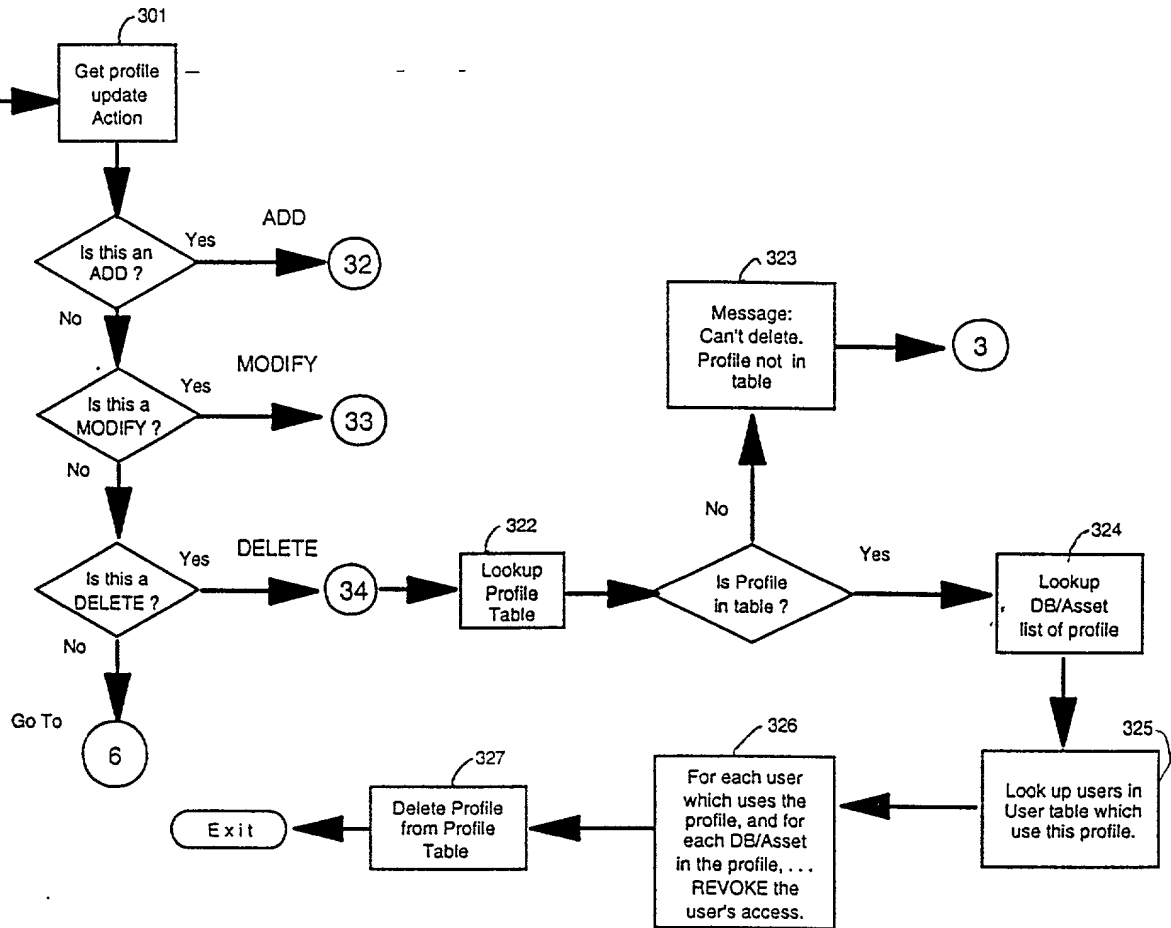 301
Get profile
update
Action
ADD
Is this an
ADD ?
Yes
32
No
MODIFY
Is this a
MODIFY ?
Yes
33
No
DELETE
Is this a
DELETE ?
Yes
34
No
Go To
6
322
Lookup
Profile
Table
Is Profile
in table ?
No
323
Message:
Can't delete.
Profile not in
table
3
Yes
324
Lookup
DB/Asset
list of profile
325
Look up users in
User table which
use this profile.
326
For each user
which uses the
profile, and for
each DB/Asset
in the profile, ...
REVOKE the
user's access.
327
Delete Profile
from Profile
Table
Exit